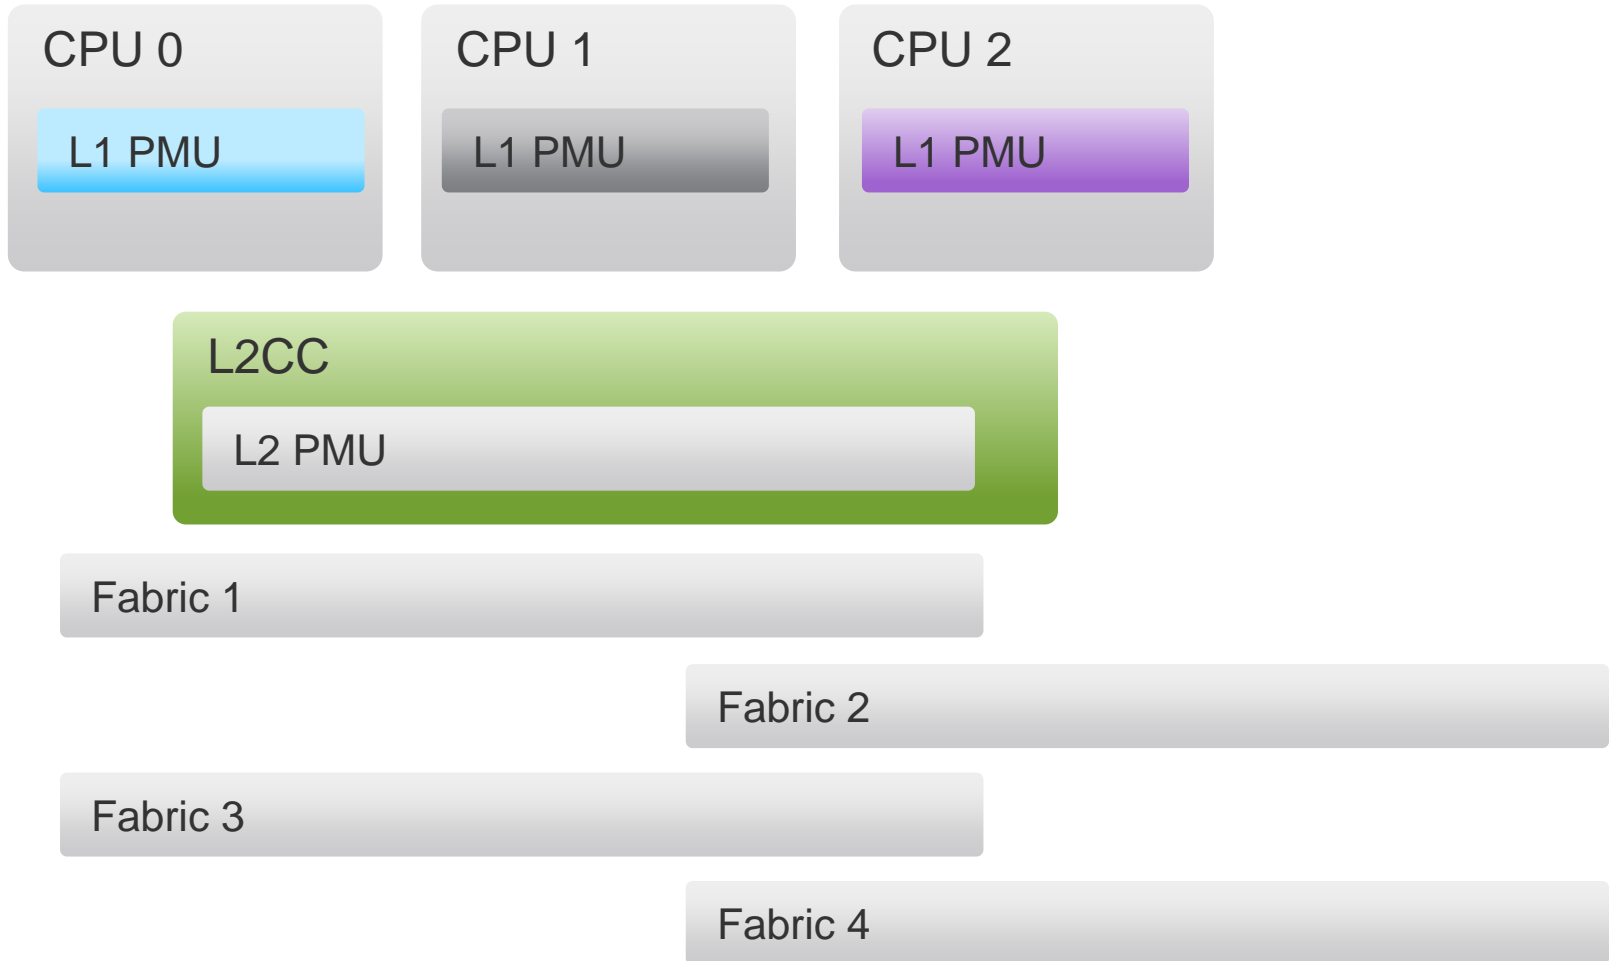 CPU 0
CPU 1
CPU 2
L1 PMU
L1 PMU
L1 PMU
L2CC
L2 PMU
Fabric 1
Fabric 2
Fabric 3
Fabric 4